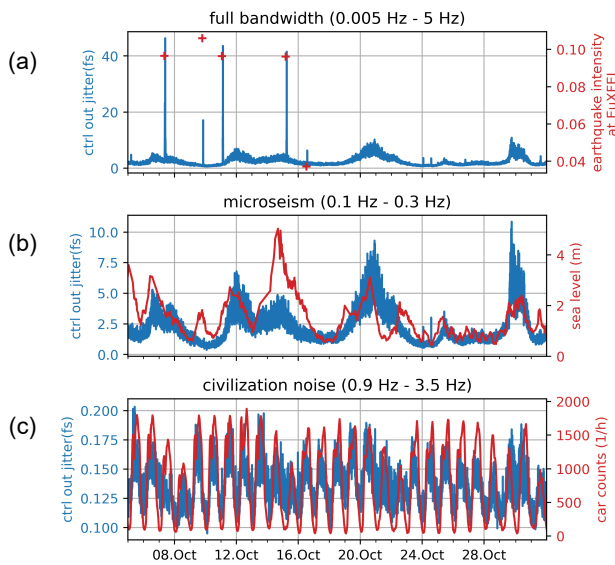 full bandwidth (0.005 Hz - 5 Hz)
(a)
ctrl out jitter(fs)
40
20
0
0.10
0.08
0.06
0.04
earthquake intensity
at EuXFEL
microseism (0.1 Hz - 0.3 Hz)
(b)
ctrl out jitter(fs)
10.0
7.5
5.0
2.5
0.0
4
2
0
sea level (m)
civilization noise (0.9 Hz - 3.5 Hz)
(c)
ctrl out jitter(fs)
0.200
0.175
0.150
0.125
0.100
2000
1500
1000
500
0
car counts (1/h)
08.Oct 12.Oct 16.Oct 20.Oct 24.Oct 28.Oct